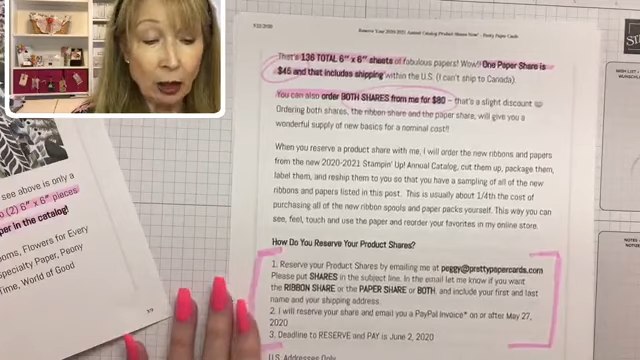 5/22/2020
Reserve Your 2020-2021 Annual Catalog Product Shares Now! - Pretty Paper Cards
That's 136 TOTAL 6" x 6" sheets of fabulous papers! Wow! One Paper Share is
$45 and that includes shipping within the U.S. (I can't ship to Canada).
You can also order BOTH SHARES from me for $80 – that's a slight discount
Ordering both shares, the ribbon share and the paper share, will give you a
wonderful supply of new basics for a nominal cost!!
When you reserve a product share with me, I will order the new ribbons and papers
from the new 2020-2021 Stampin' Up! Annual Catalog, cut them up, package them,
label them, and reship them to you so that you have a sampling of all of the new
ribbons and papers listed in this post. This is usually about 1/4th the cost of
purchasing all of the new ribbon spools and paper packs yourself. This way you can
see, feel, touch and use the paper and reorder your favorites in my online store.
How Do You Reserve Your Product Shares?
1. Reserve your Product Shares by emailing me at peggy@prettypapercards.com
Please put SHARES in the subject line. In the email let me know if you want
the RIBBON SHARE or the PAPER SHARE or BOTH, and include your first and last
name and your shipping address.
2. I will reserve your share and email you a PayPal Invoice* on or after May 27,
2020
3. Deadline to RESERVE and PAY is June 2, 2020
U.S. Addresses Only
see above is only a
(2) 6" x 6" pieces
per in the catalog!
oms, Flowers for Every
pecialty Paper, Peony
Time, World of Good
WISH LIST
NOTES